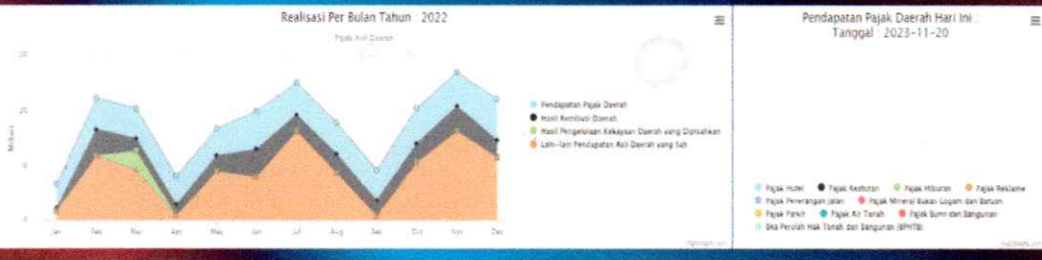 Realisasi Per Bulan Tahun : 2022
Pajak Asli Daerah
Miliaran
Jan Feb Mar Apr May Jun Jul Aug Sep Oct Nov Dec
Pendapatan Pajak Daerah
Hasil Retribusi Daerah
Hasil Pengelolaan Kekayaan Daerah yang Dipisahkan
Lain-lain Pendapatan Asli Daerah yang Sah
Pendapatan Pajak Daerah Hari Ini :
Tanggal : 2023-11-20
Pajak Hotel Pajak Restoran Pajak Hiburan Pajak Reklame
Pajak Penerangan Jalan Pajak Mineral Bukan Logam dan Batuan
Pajak Parkir Pajak Air Tanah Pajak Bumi dan Bangunan
Bea Peroleh Hak Tanah dan Bangunan (BPHTB)